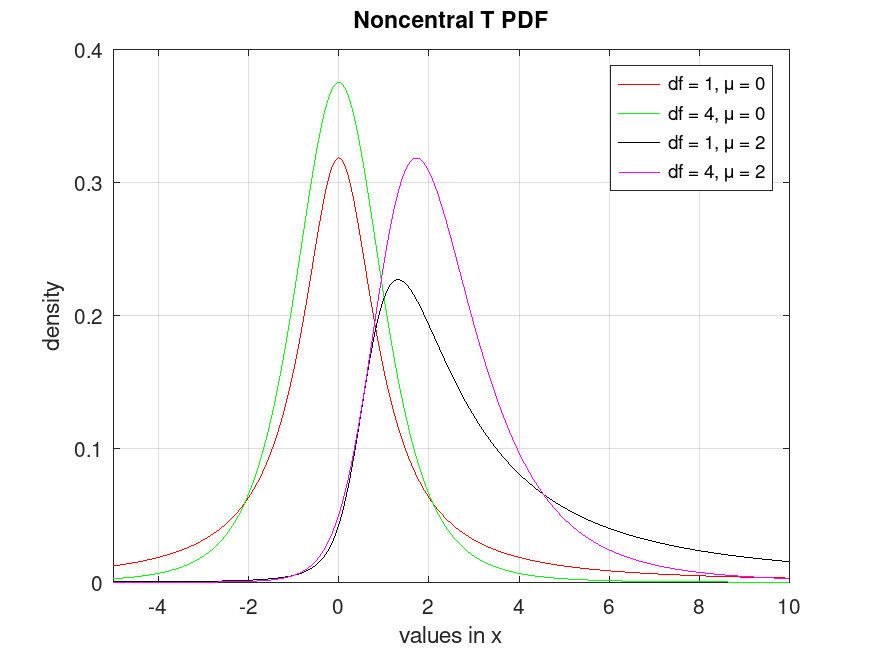 Noncentral T PDF
0.4
0.3
0.2
0.1
0
density
-4 -2 0 2 4 6 8 10
values in x
df = 1, μ = 0
df = 4, μ = 0
df = 1, μ = 2
df = 4, μ = 2